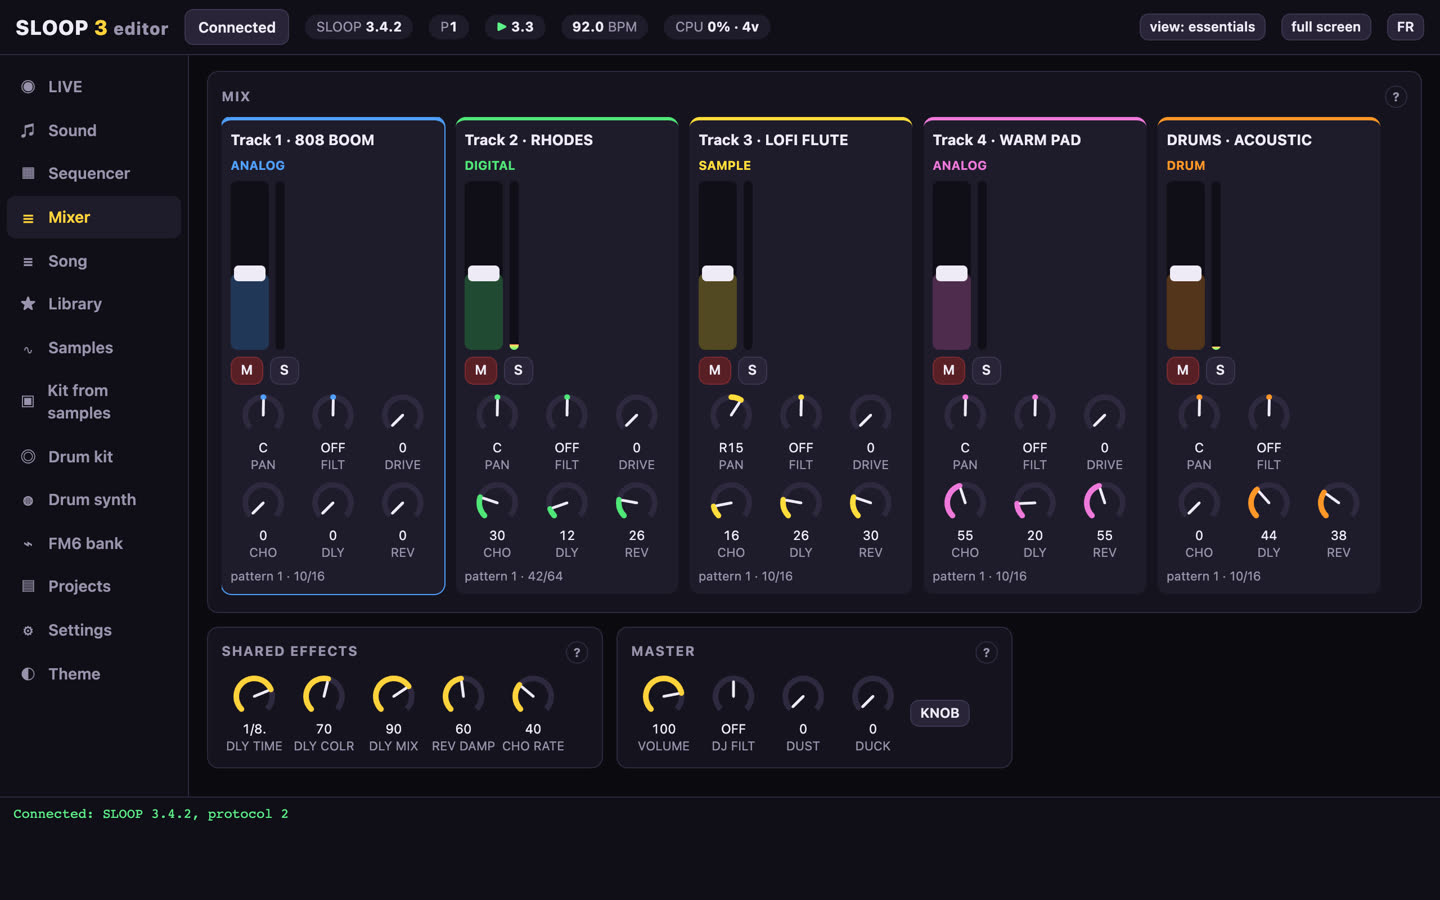 SLOOP 3 editor
Connected
SLOOP 3.4.2
P1
3.3
92.0 BPM
CPU 0% · 4v
view: essentials
full screen
FR
LIVE
Sound
Sequencer
Mixer
Song
Library
Samples
Kit from
samples
Drum kit
Drum synth
FM6 bank
Projects
Settings
Theme
MIX
?
Track 1 · 808 BOOM
ANALOG
M S
C OFF 0
PAN FILT DRIVE
0 0 0
CHO DLY REV
pattern 1 · 10/16
Track 2 · RHODES
DIGITAL
M S
C OFF 0
PAN FILT DRIVE
30 12 26
CHO DLY REV
pattern 1 · 42/64
Track 3 · LOFI FLUTE
SAMPLE
M S
R15 OFF 0
PAN FILT DRIVE
16 26 30
CHO DLY REV
pattern 1 · 10/16
Track 4 · WARM PAD
ANALOG
M S
C OFF 0
PAN FILT DRIVE
55 20 55
CHO DLY REV
pattern 1 · 10/16
DRUMS · ACOUSTIC
DRUM
M S
C OFF
PAN FILT
0 44 38
CHO DLY REV
pattern 1 · 10/16
SHARED EFFECTS
?
1/8. 70 90 60 40
DLY TIME DLY COLR DLY MIX REV DAMP CHO RATE
MASTER
?
100 OFF 0 0
VOLUME DJ FILT DUST DUCK
KNOB
Connected: SLOOP 3.4.2, protocol 2